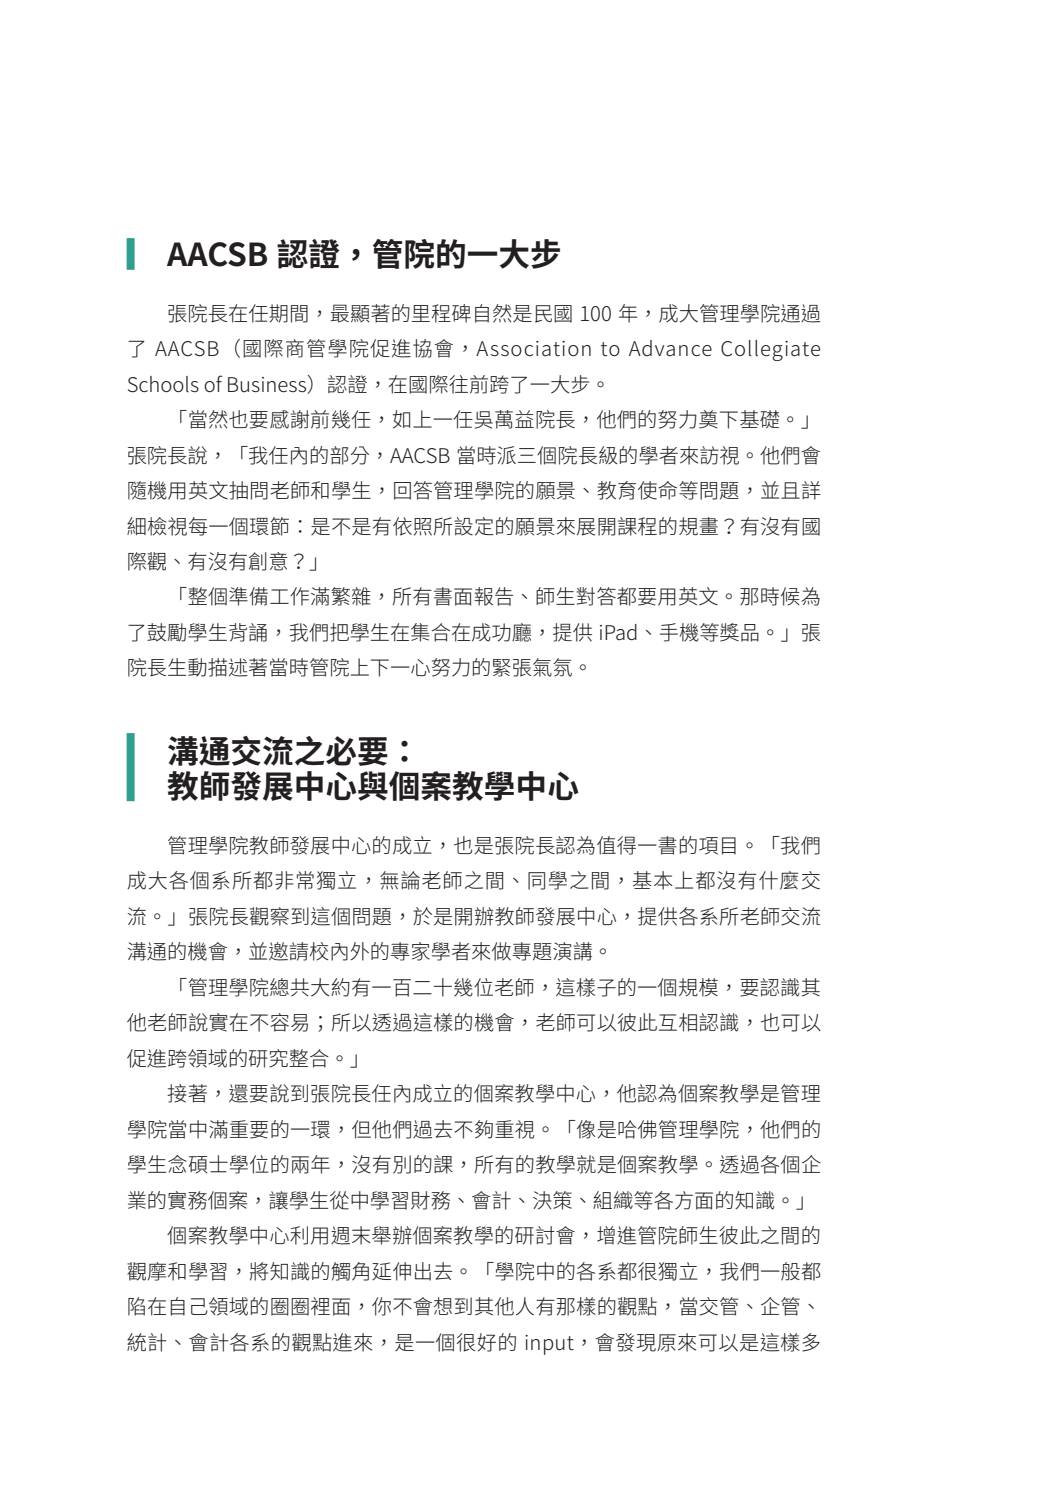 AACSB 認證，管院的一大步
張院長在任期間，最顯著的里程碑自然是民國 100 年，成大管理學院通過
了 AACSB（國際商管學院促進協會，Association to Advance Collegiate
Schools of Business）認證，在國際往前跨了一大步。
「當然也要感謝前幾任，如上一任吳萬益院長，他們的努力奠下基礎。」
張院長說，「我任內的部分，AACSB 當時派三個院長級的學者來訪視。他們會
隨機用英文抽問老師和學生，回答管理學院的願景、教育使命等問題，並且詳
細檢視每一個環節：是不是有依照所設定的願景來展開課程的規畫？有沒有國
際觀、有沒有創意？」
「整個準備工作滿繁雜，所有書面報告、師生對答都要用英文。那時候為
了鼓勵學生背誦，我們把學生在集合在成功廳，提供 iPad、手機等獎品。」張
院長生動描述著當時管院上下一心努力的緊張氣氛。
溝通交流之必要：
教師發展中心與個案教學中心
管理學院教師發展中心的成立，也是張院長認為值得一書的項目。「我們
成大各個系所都非常獨立，無論老師之間、同學之間，基本上都沒有什麼交
流。」張院長觀察到這個問題，於是開辦教師發展中心，提供各系所老師交流
溝通的機會，並邀請校內外的專家學者來做專題演講。
「管理學院總共大約有一百二十幾位老師，這樣子的一個規模，要認識其
他老師說實在不容易；所以透過這樣的機會，老師可以彼此互相認識，也可以
促進跨領域的研究整合。」
接著，還要說到張院長任內成立的個案教學中心，他認為個案教學是管理
學院當中滿重要的一環，但他們過去不夠重視。「像是哈佛管理學院，他們的
學生念碩士學位的兩年，沒有別的課，所有的教學就是個案教學。透過各個企
業的實務個案，讓學生從中學習財務、會計、決策、組織等各方面的知識。」
個案教學中心利用週末舉辦個案教學的研討會，增進管院師生彼此之間的
觀摩和學習，將知識的觸角延伸出去。「學院中的各系都很獨立，我們一般都
陷在自己領域的圈圈裡面，你不會想到其他人有那樣的觀點，當交管、企管、
統計、會計各系的觀點進來，是一個很好的 input，會發現原來可以是這樣多